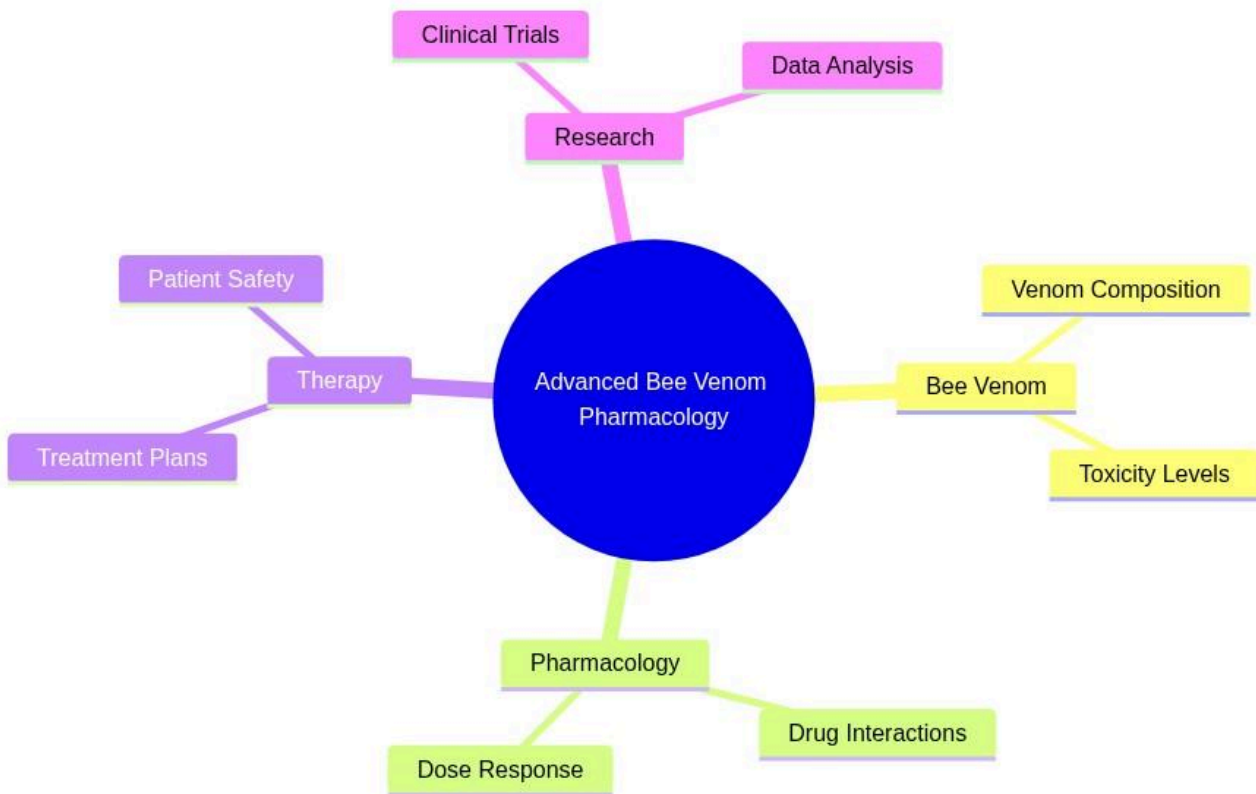 Clinical Trials
Data Analysis
Research
Patient Safety
Venom Composition
Therapy
Advanced Bee Venom
Pharmacology
Bee Venom
Treatment Plans
Toxicity Levels
Pharmacology
Drug Interactions
Dose Response